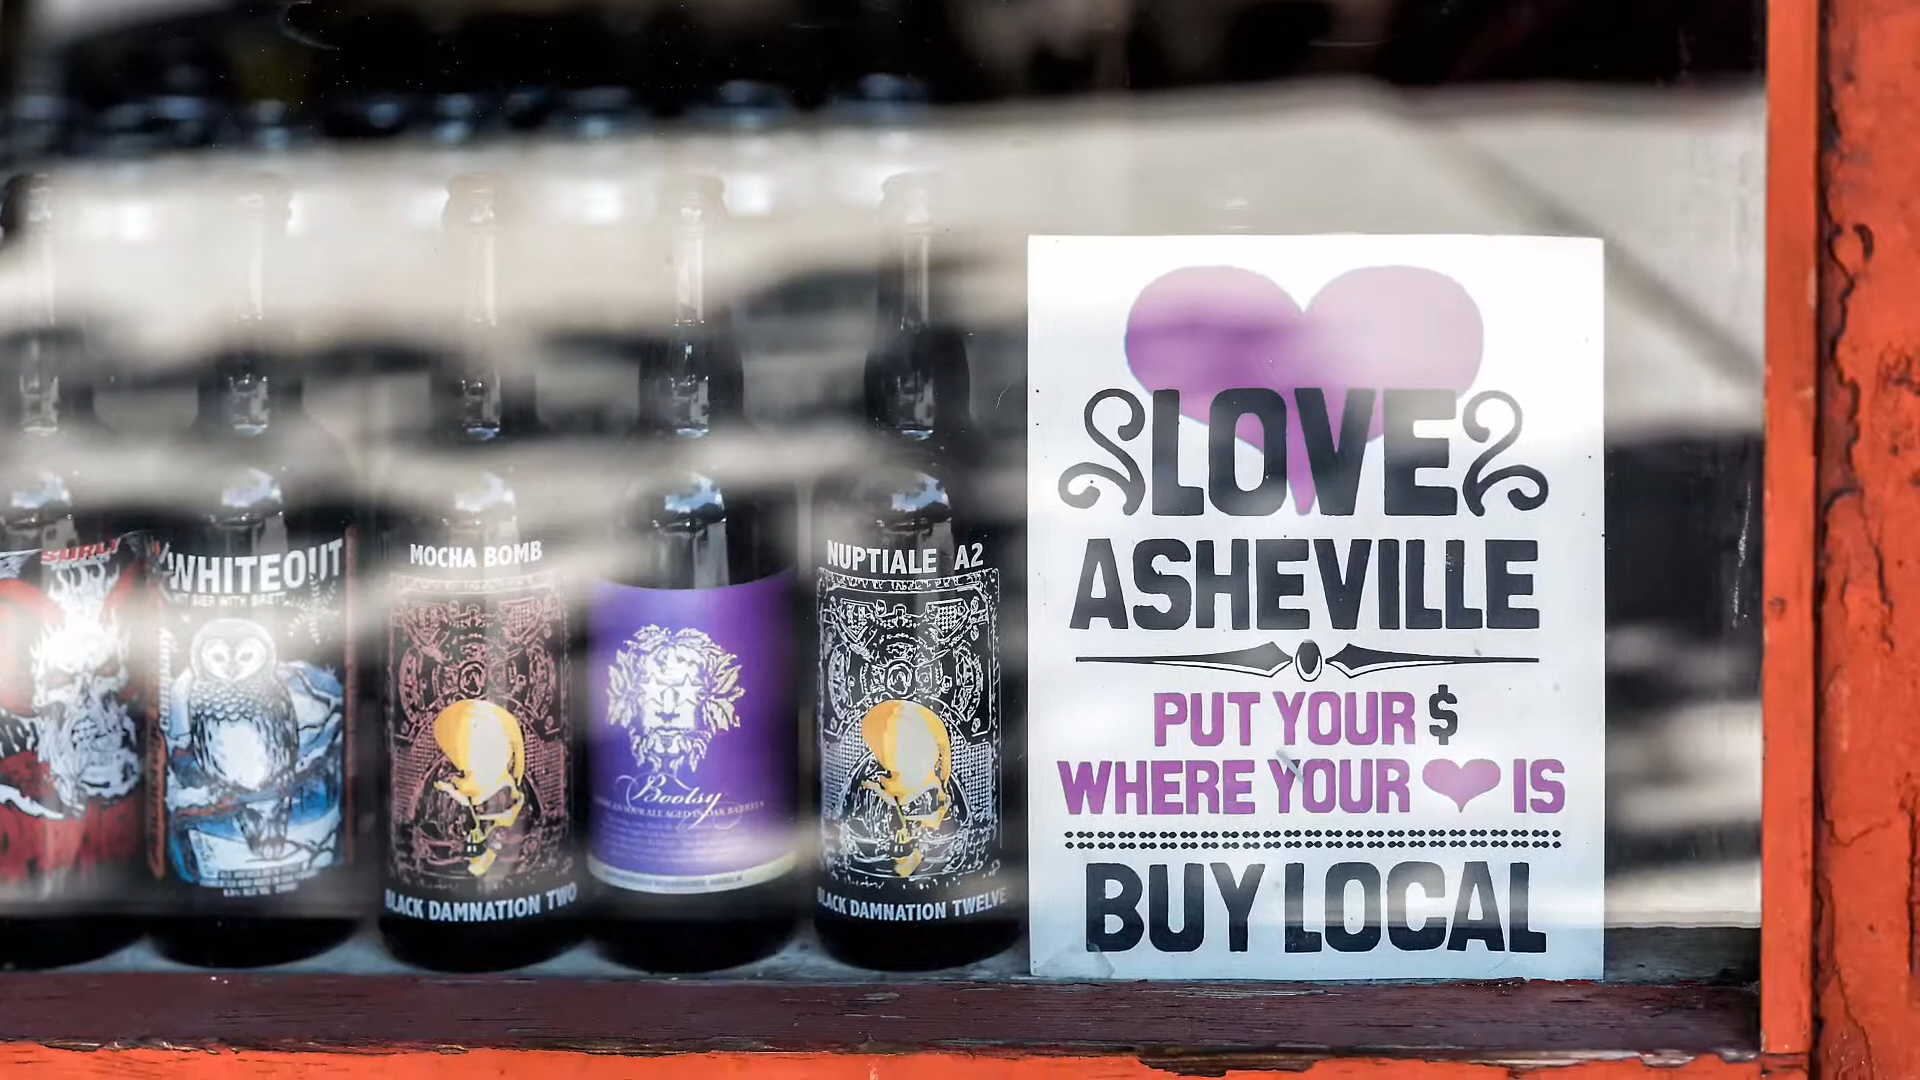 SURLY
WHITEOUT
MOCHA BOMB
BLACK DAMNATION TWO
Bootsy
NUPTIALE A2
BLACK DAMNATION TWELVE
LOVE
ASHEVILLE
PUT YOUR $
WHERE YOUR ❤ IS
BUY LOCAL